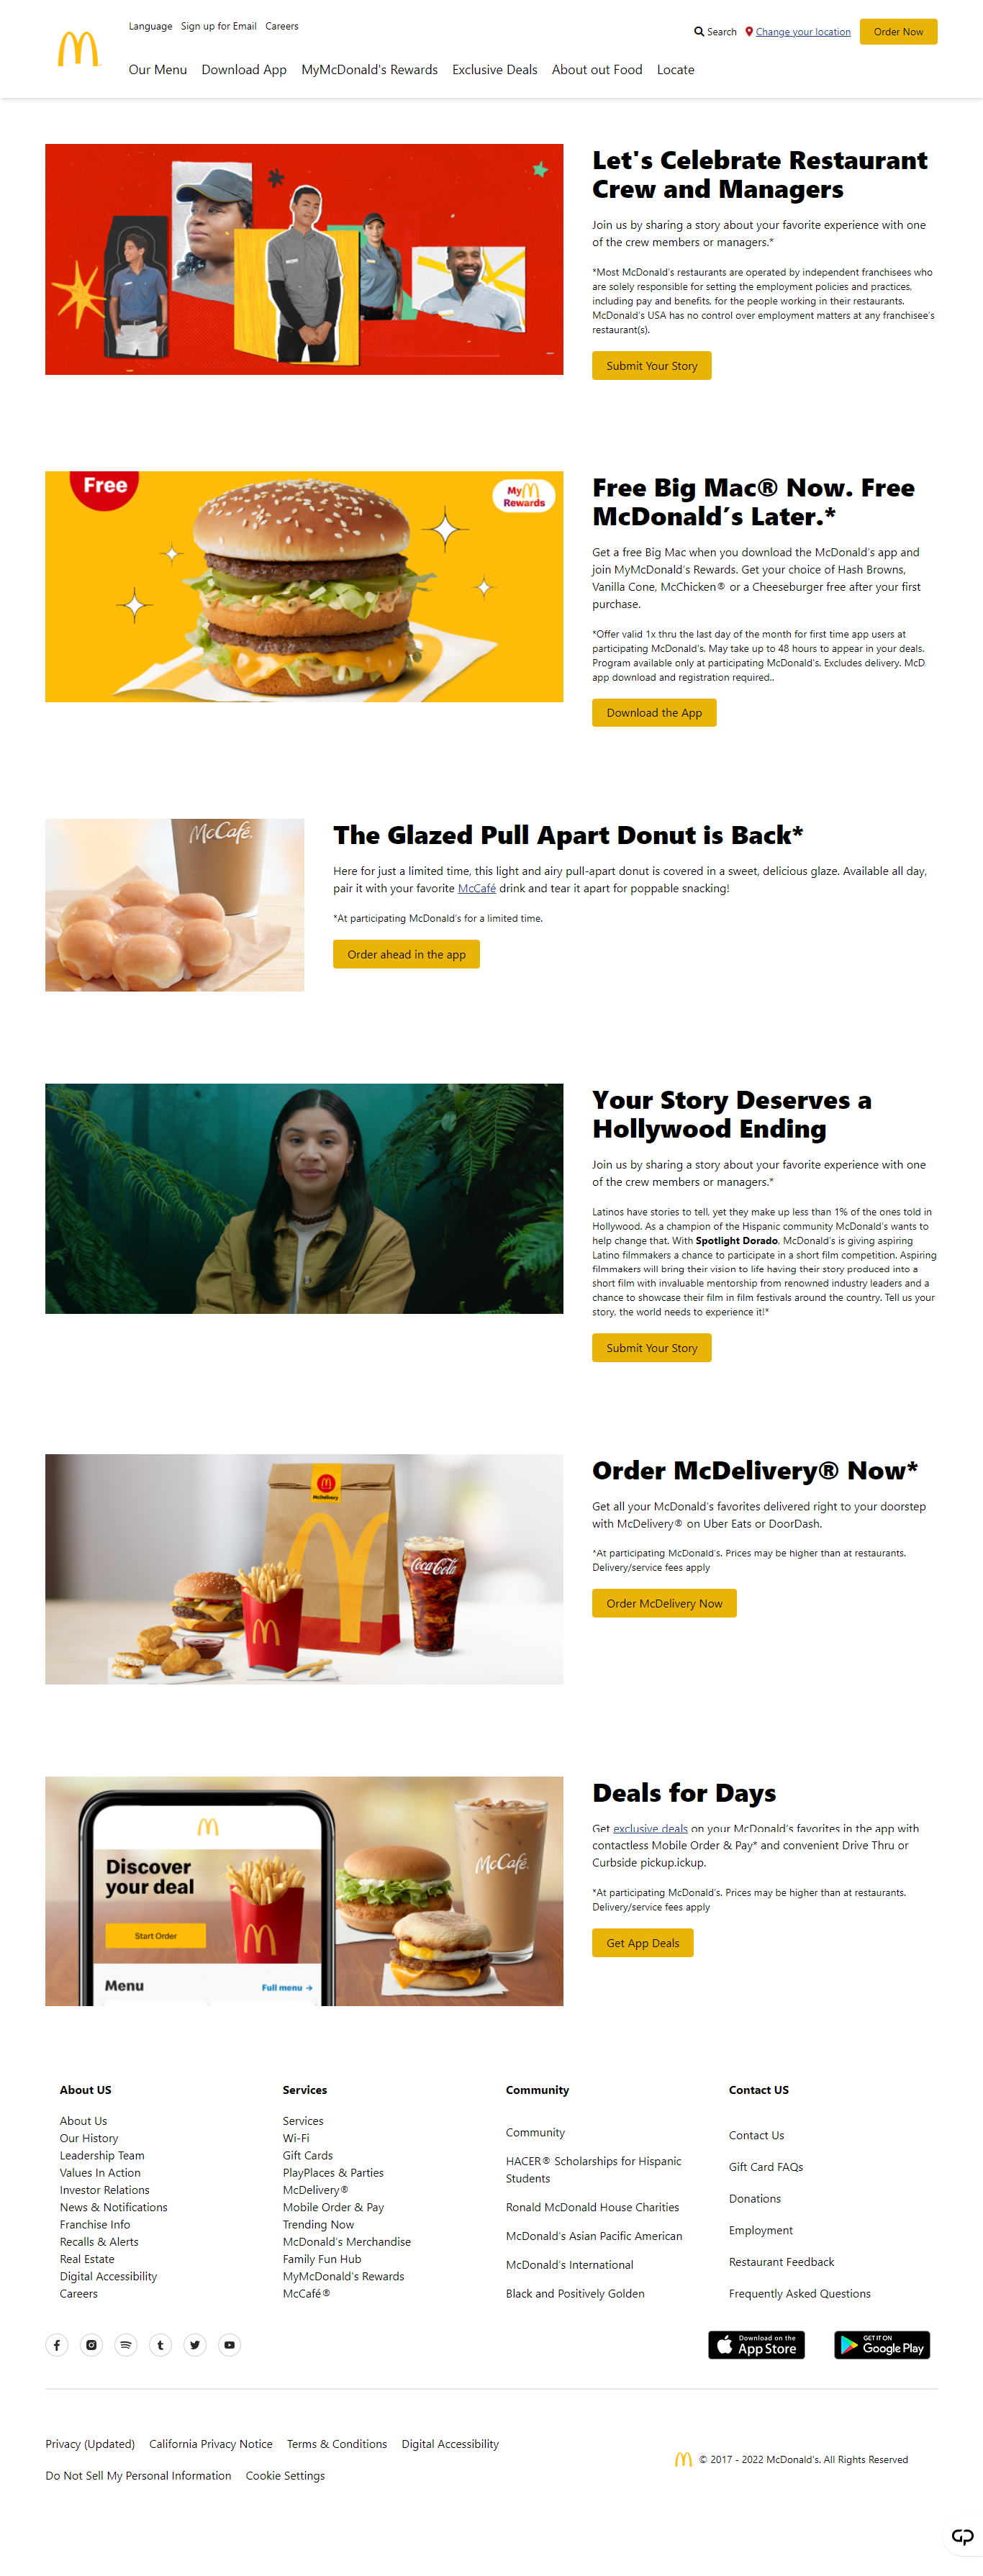 Language Sign up for Email Careers
Search Change your location Order Now
Our Menu Download App MyMcDonald's Rewards Exclusive Deals About out Food Locate
Let's Celebrate Restaurant
Crew and Managers
Join us by sharing a story about your favorite experience with one
of the crew members or managers.*
*Most McDonald's restaurants are operated by independent franchisees who
are solely responsible for setting the employment policies and practices,
including pay and benefits, for the people working in their restaurants.
McDonald's USA has no control over employment matters at any franchisee's
restaurant(s).
Submit Your Story
Free
My Rewards
Free Big Mac® Now. Free
McDonald’s Later.*
Get a free Big Mac when you download the McDonald's app and
join MyMcDonald's Rewards. Get your choice of Hash Browns,
Vanilla Cone, McChicken® or a Cheeseburger free after your first
purchase.
*Offer valid 1x thru the last day of the month for first time app users at
participating McDonald's. May take up to 48 hours to appear in your deals.
Program available only at participating McDonald's. Excludes delivery. McD
app download and registration required..
Download the App
McCafé.
The Glazed Pull Apart Donut is Back*
Here for just a limited time, this light and airy pull-apart donut is covered in a sweet, delicious glaze. Available all day,
pair it with your favorite McCafé drink and tear it apart for poppable snacking!
*At participating McDonald's for a limited time.
Order ahead in the app
Your Story Deserves a
Hollywood Ending
Join us by sharing a story about your favorite experience with one
of the crew members or managers.*
Latinos have stories to tell, yet they make up less than 1% of the ones told in
Hollywood. As a champion of the Hispanic community McDonald's wants to
help change that. With Spotlight Dorado, McDonald's is giving aspiring
Latino filmmakers a chance to participate in a short film competition. Aspiring
filmmakers will bring their vision to life having their story produced into a
short film with invaluable mentorship from renowned industry leaders and a
chance to showcase their film in film festivals around the country. Tell us your
story, the world needs to experience it!*
Submit Your Story
McDelivery
Coca-Cola
Order McDelivery® Now*
Get all your McDonald's favorites delivered right to your doorstep
with McDelivery® on Uber Eats or DoorDash.
*At participating McDonald's. Prices may be higher than at restaurants.
Delivery/service fees apply
Order McDelivery Now
Discover
your deal
Start Order
Menu Full menu →
McCafé.
Deals for Days
Get exclusive deals on your McDonald's favorites in the app with
contactless Mobile Order & Pay* and convenient Drive Thru or
Curbside pickup.ickup.
*At participating McDonald's. Prices may be higher than at restaurants.
Delivery/service fees apply
Get App Deals
About US
About Us
Our History
Leadership Team
Values In Action
Investor Relations
News & Notifications
Franchise Info
Recalls & Alerts
Real Estate
Digital Accessibility
Careers
Services
Services
Wi-Fi
Gift Cards
PlayPlaces & Parties
McDelivery®
Mobile Order & Pay
Trending Now
McDonald's Merchandise
Family Fun Hub
MyMcDonald's Rewards
McCafé®
Community
Community
HACER® Scholarships for Hispanic
Students
Ronald McDonald House Charities
McDonald's Asian Pacific American
McDonald's International
Black and Positively Golden
Contact US
Contact Us
Gift Card FAQs
Donations
Employment
Restaurant Feedback
Frequently Asked Questions
Download on the
App Store
GET IT ON
Google Play
Privacy (Updated) California Privacy Notice Terms & Conditions Digital Accessibility
Do Not Sell My Personal Information Cookie Settings
© 2017 - 2022 McDonald's. All Rights Reserved